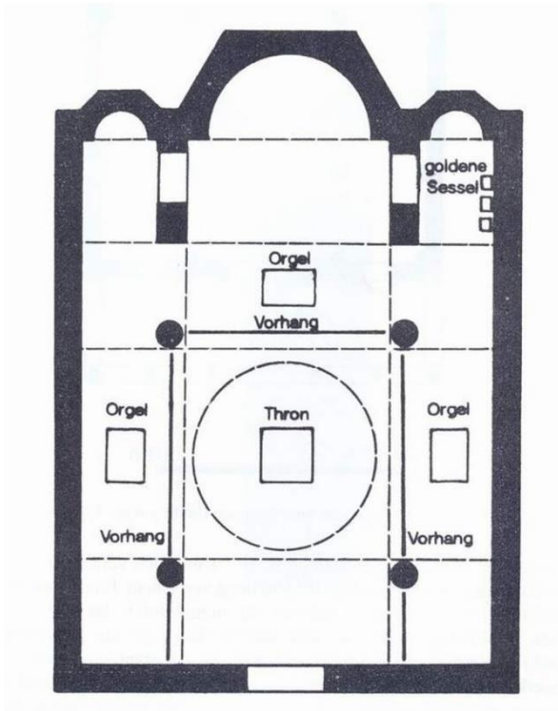 goldene
Sessel
Orgel
Vorhang
Orgel
Thron
Orgel
Vorhang
Vorhang